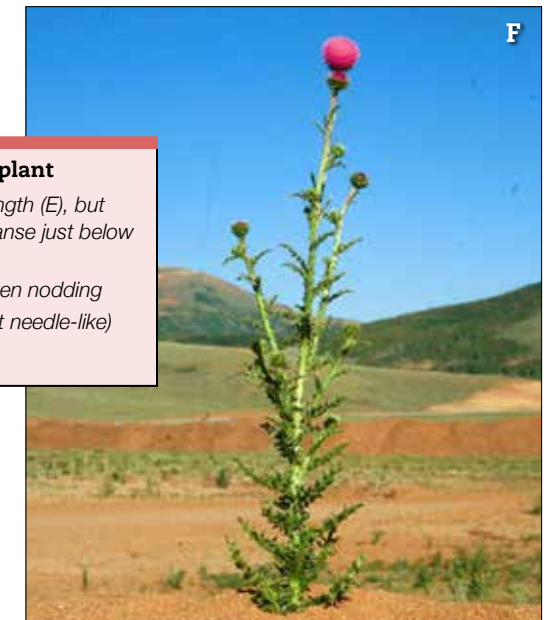 F
plant
ngth (E), but
anse just below
en nodding
t needle-like)